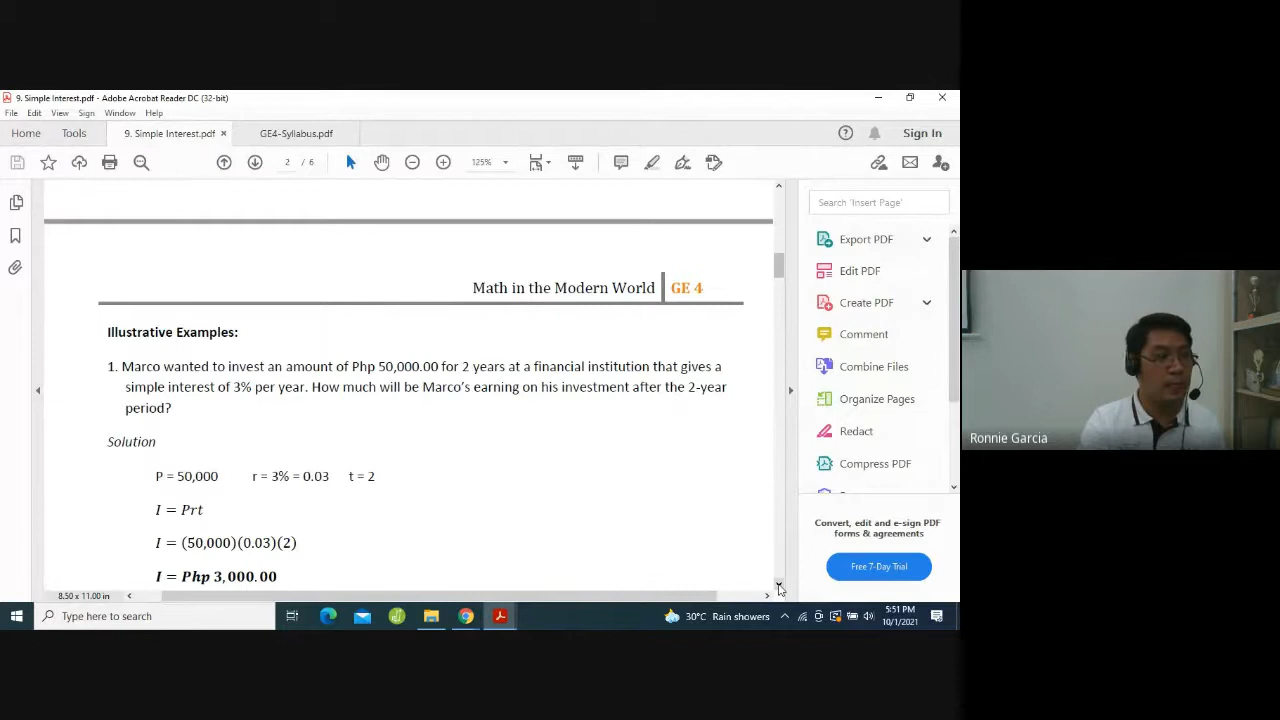 9. Simple Interest.pdf - Adobe Acrobat Reader DC (32-bit)
File Edit View Sign Window Help
Home Tools 9. Simple Interest.pdf × GE4-Syllabus.pdf Sign In
2 / 6 125%
Search 'Insert Page'
Export PDF
Edit PDF
Create PDF
Comment
Combine Files
Organize Pages
Redact
Compress PDF
Convert, edit and e-sign PDF
forms & agreements
Free 7-Day Trial
Math in the Modern World GE 4
Illustrative Examples:
1. Marco wanted to invest an amount of Php 50,000.00 for 2 years at a financial institution that gives a
simple interest of 3% per year. How much will be Marco's earning on his investment after the 2-year
period?
Solution
P = 50,000 r = 3% = 0.03 t = 2
I = Prt
I = (50,000)(0.03)(2)
I = Php 3,000.00
8.50 x 11.00 in
Type here to search
30°C Rain showers
5:51 PM
10/1/2021
Ronnie Garcia